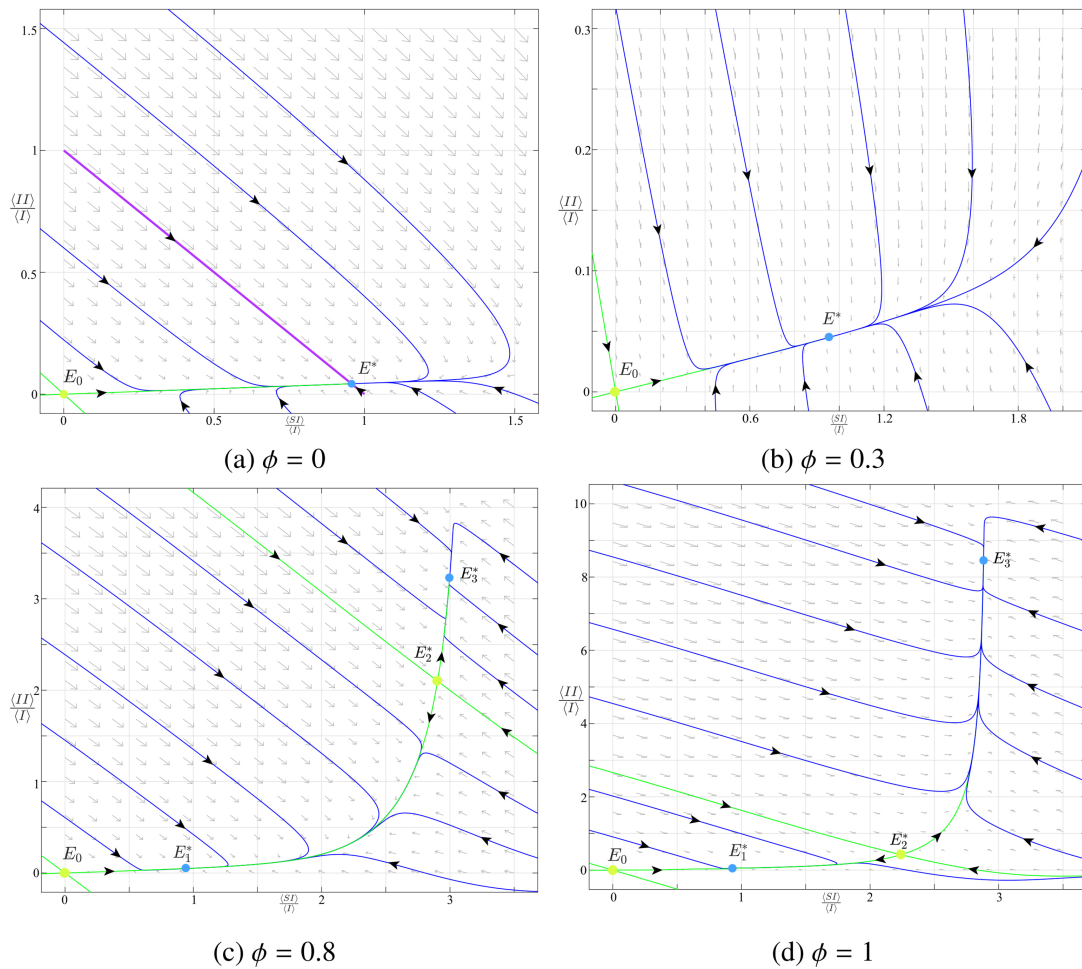 1.5
1
⟨II⟩
⟨I⟩
0.5
E₀
E*
0
0
0.5
⟨SI⟩
⟨I⟩
1
1.5
(a) ϕ = 0
0.3
0.2
⟨II⟩
⟨I⟩
0.1
E*
E₀
0
0
0.6
⟨SI⟩
⟨I⟩
1.2
1.8
(b) ϕ = 0.3
4
E₃*
3
E₂*
⟨II⟩
⟨I⟩
2
1
E₀
E₁*
0
0
1
⟨SI⟩
⟨I⟩
2
3
(c) ϕ = 0.8
10
E₃*
8
6
⟨II⟩
⟨I⟩
4
2
E₀
E₁*
E₂*
0
0
1
⟨SI⟩
⟨I⟩
2
3
(d) ϕ = 1